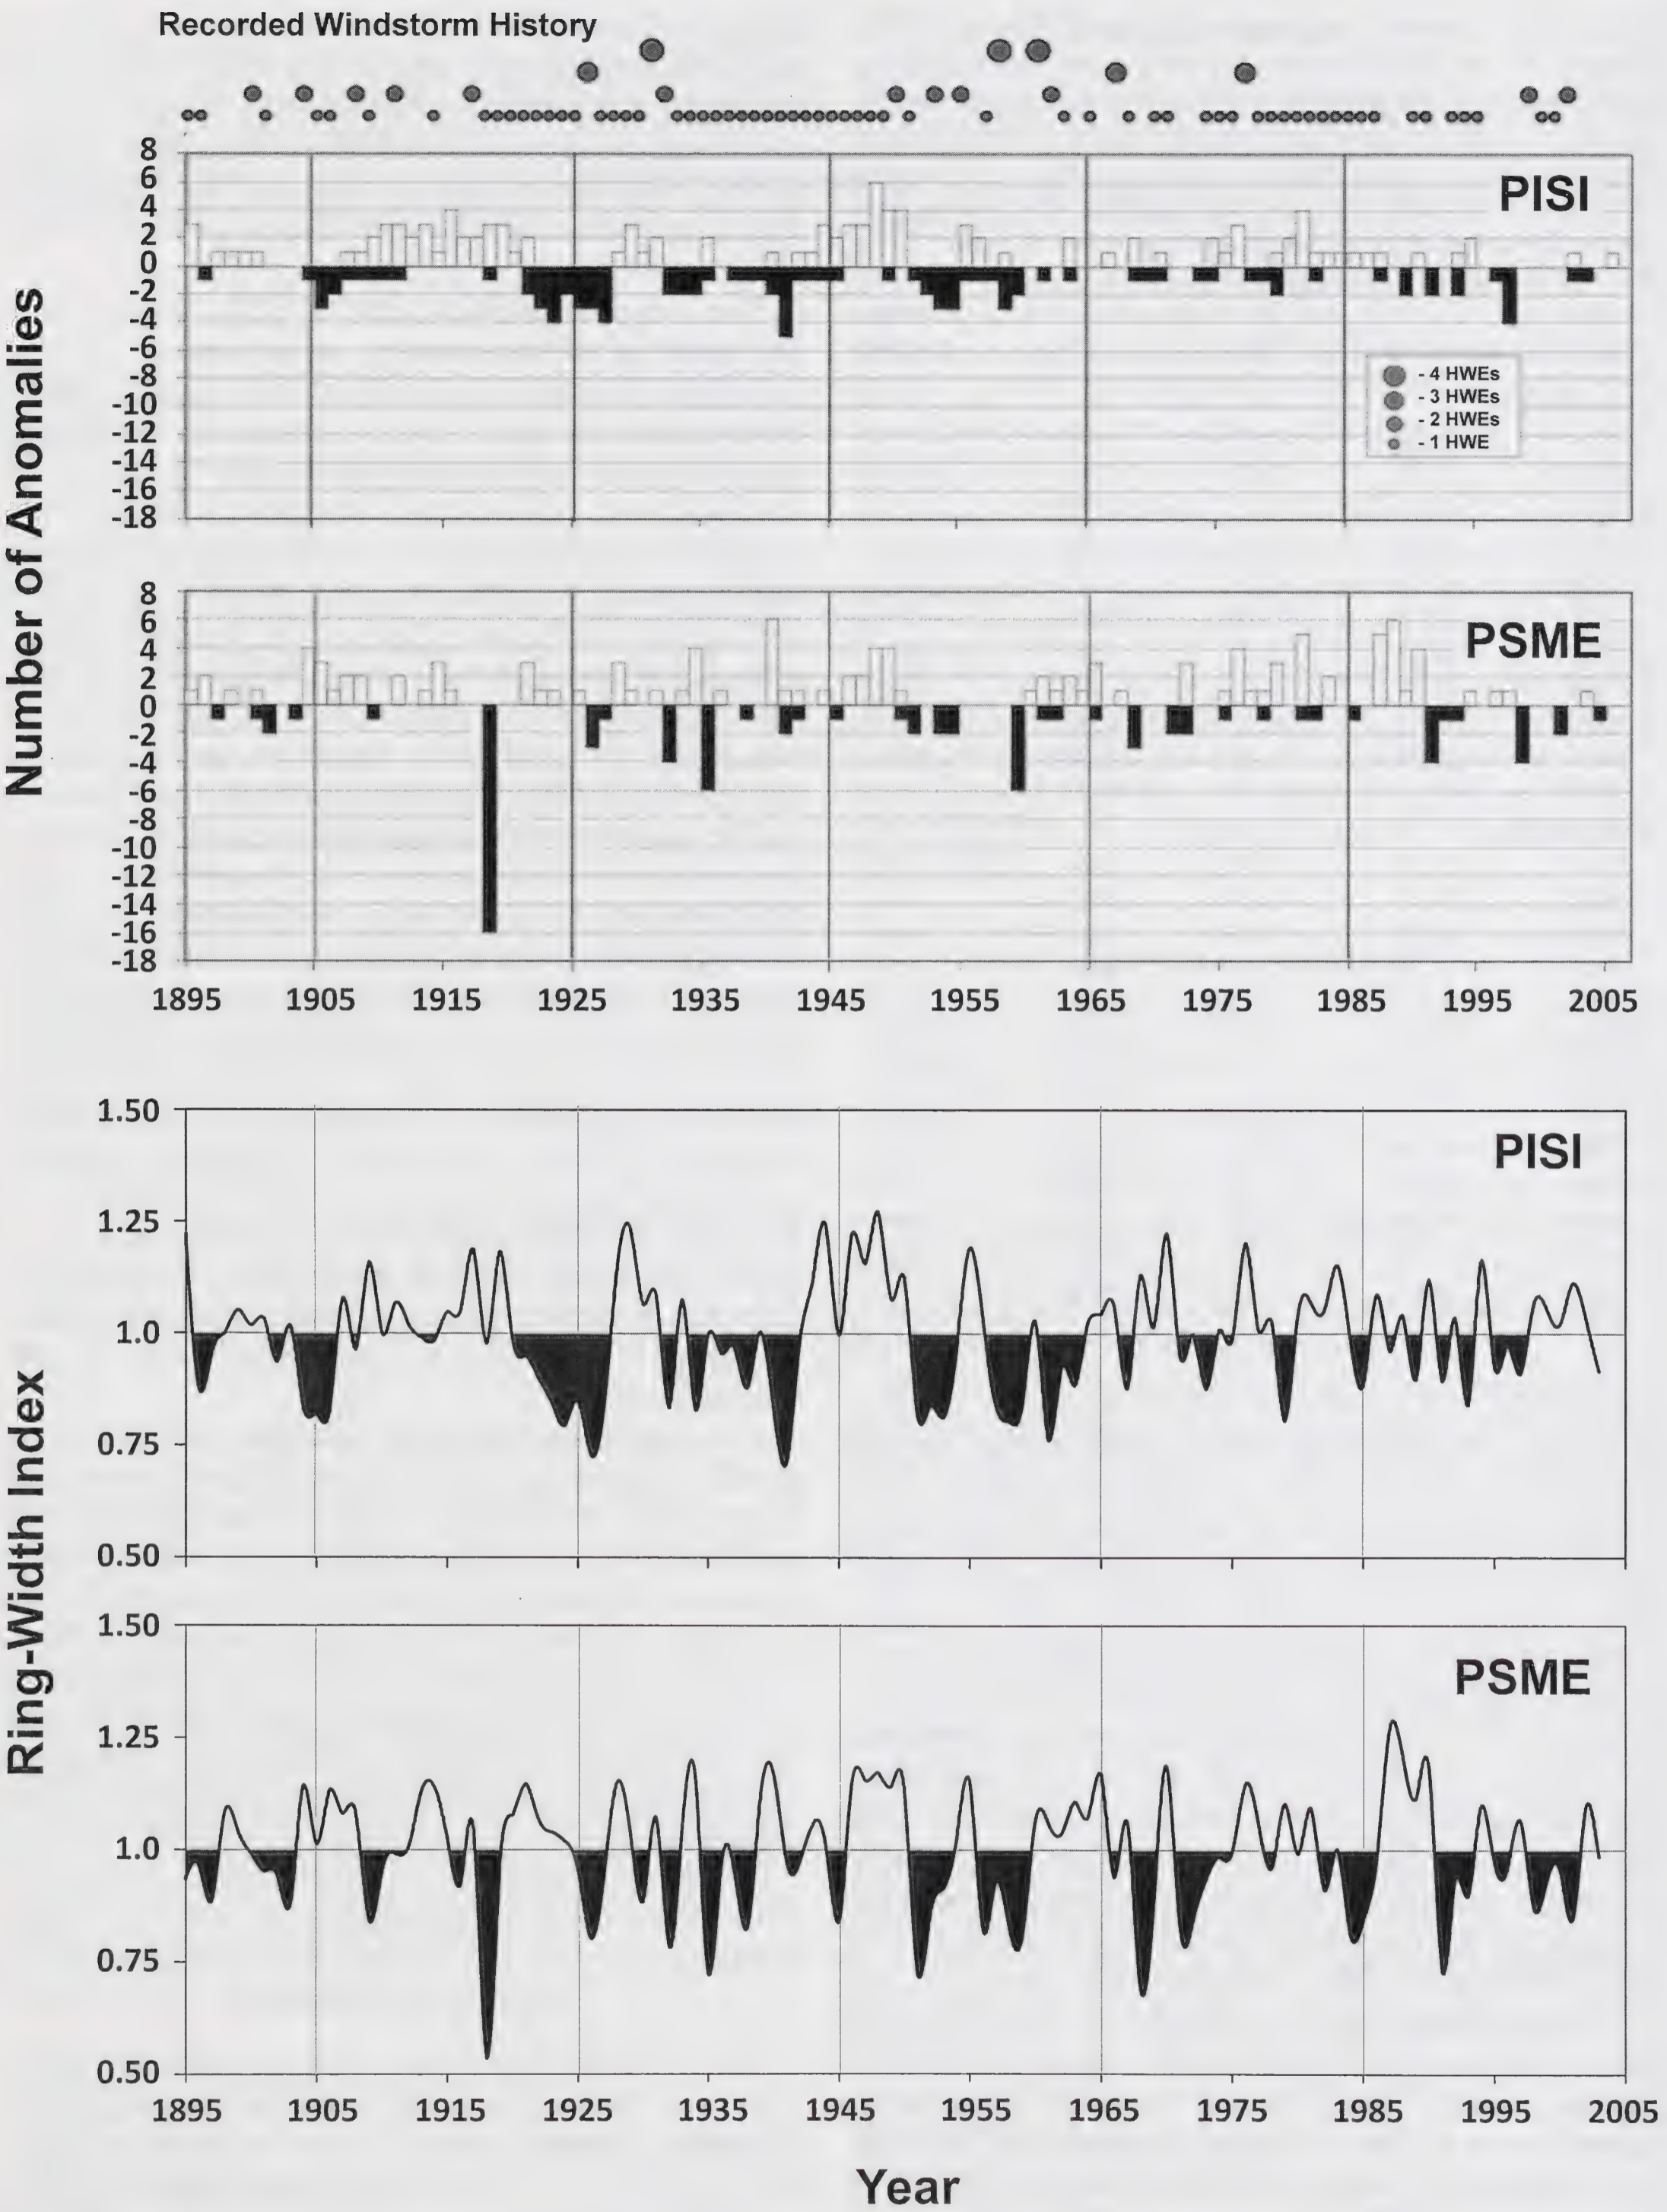 Recorded Windstorm History
Number of Anomalies
8
6
4
2
0
-2
-4
-6
-8
-10
-12
-14
-16
-18
PISI
- 4 HWEs
- 3 HWEs
- 2 HWEs
- 1 HWE
8
6
4
2
0
-2
-4
-6
-8
-10
-12
-14
-16
-18
PSME
1895 1905 1915 1925 1935 1945 1955 1965 1975 1985 1995 2005
Ring-Width Index
1.50
1.25
1.0
0.75
0.50
PISI
1.50
1.25
1.0
0.75
0.50
PSME
1895 1905 1915 1925 1935 1945 1955 1965 1975 1985 1995 2005
Year